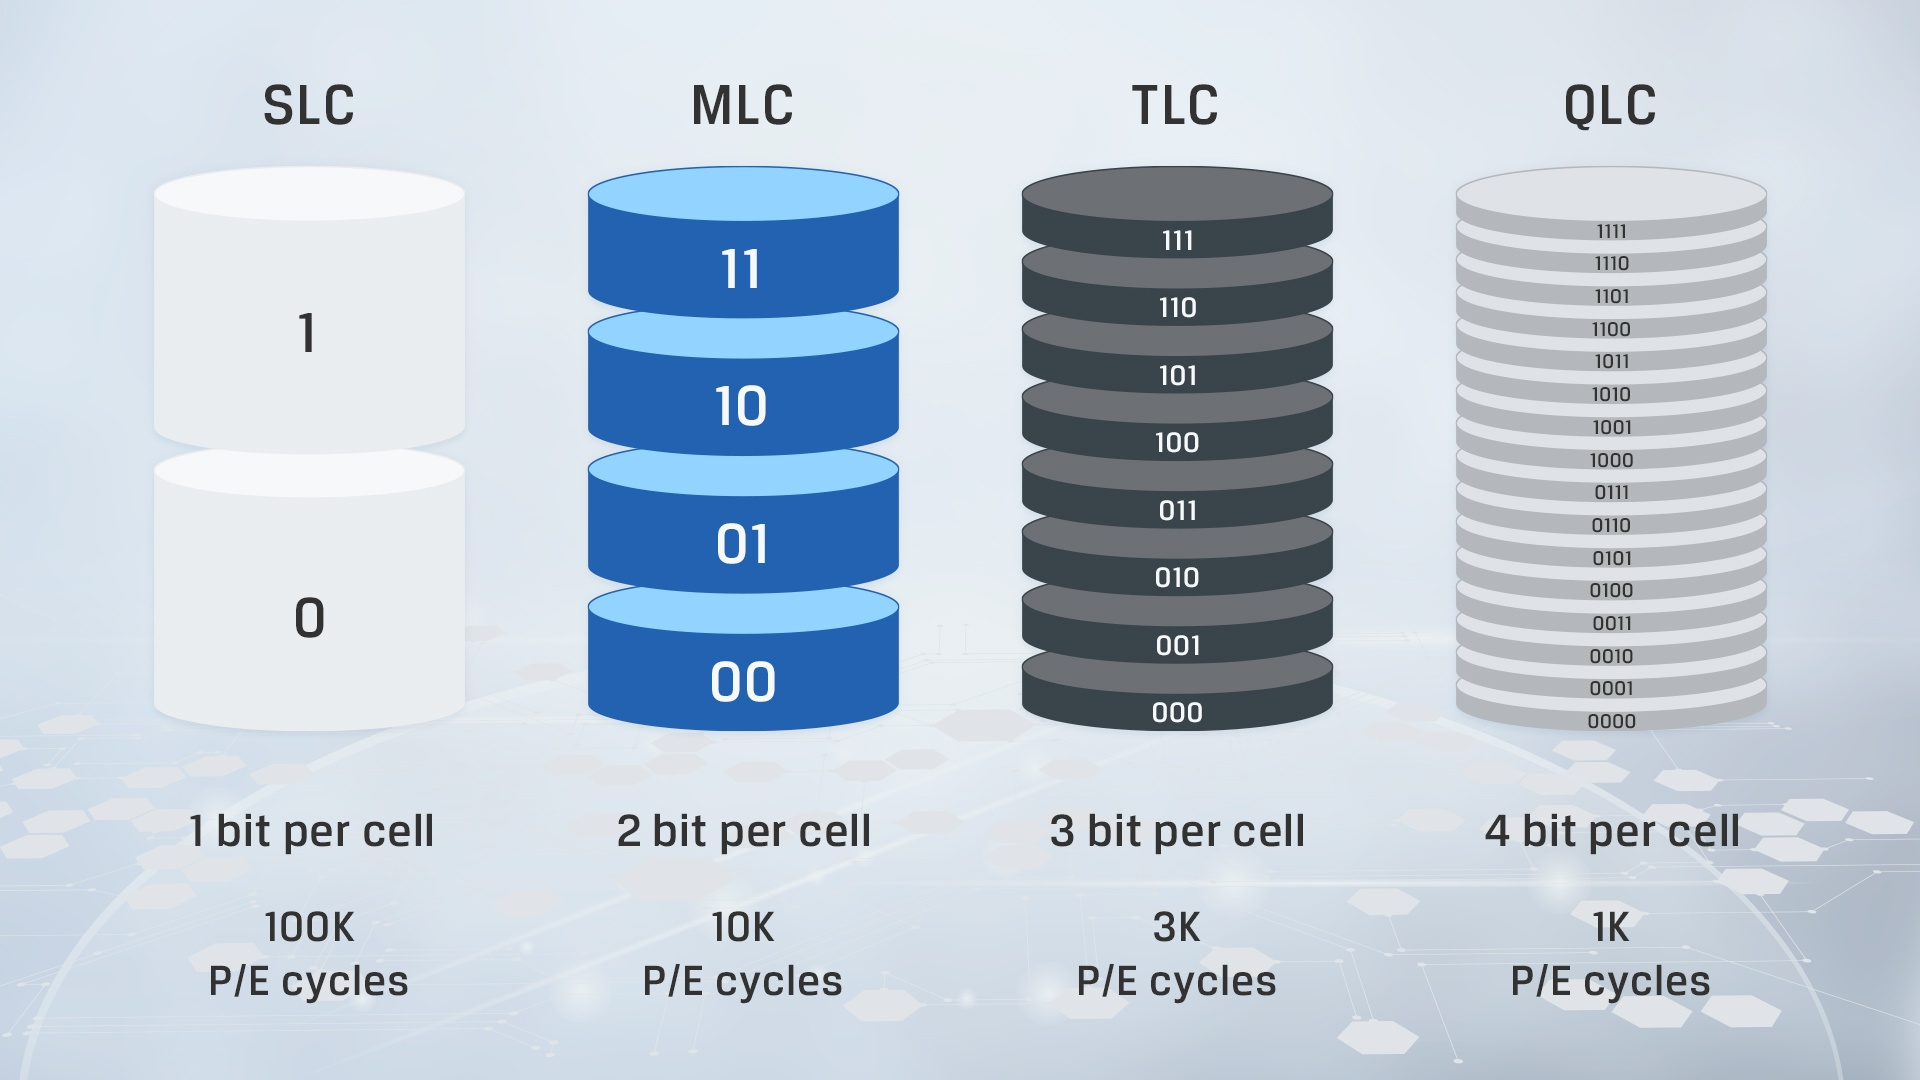 SLC
1
0
1 bit per cell
100K
P/E cycles
MLC
11
10
01
00
2 bit per cell
10K
P/E cycles
TLC
111
110
101
100
011
010
001
000
3 bit per cell
3K
P/E cycles
QLC
1111
1110
1101
1100
1011
1010
1001
1000
0111
0110
0101
0100
0011
0010
0001
0000
4 bit per cell
1K
P/E cycles